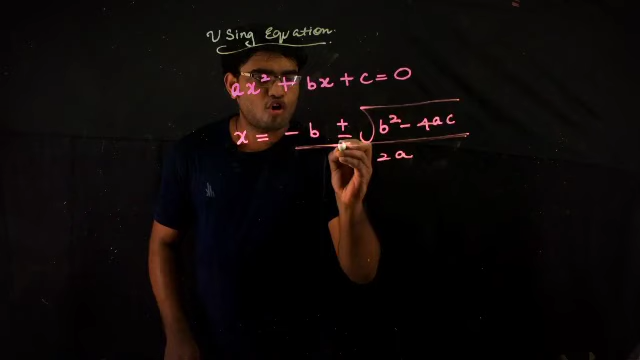 Using Equation.
ax² + bx + c = 0
x = - b ± √b² - 4ac
2a